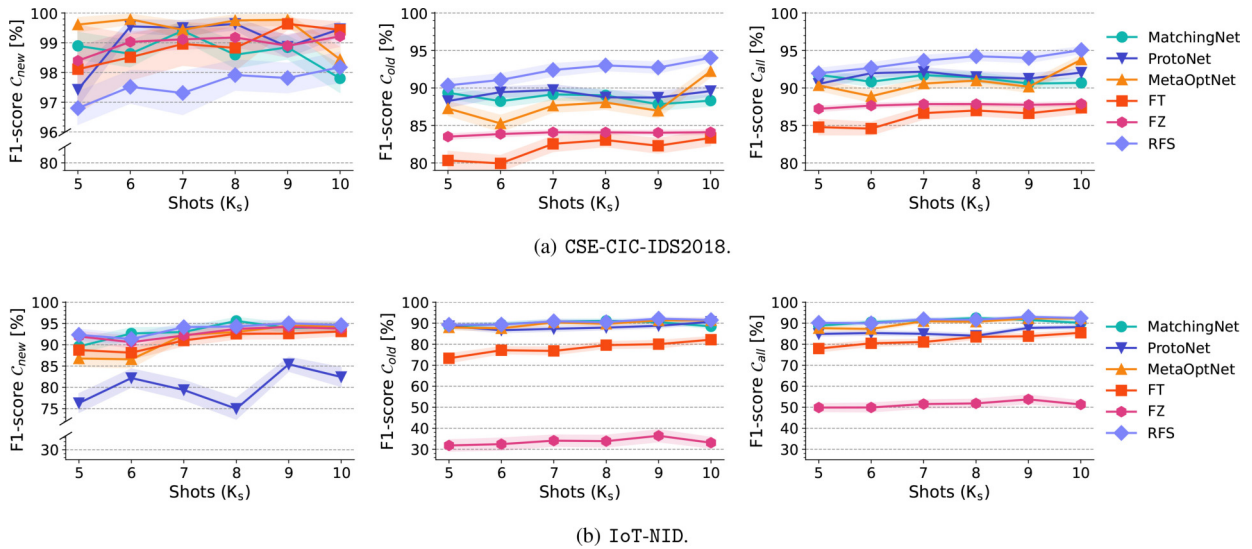 F1-score C_new [%]
100
99
98
97
96
80
5 6 7 8 9 10
Shots (K_s)
F1-score C_old [%]
100
95
90
85
80
5 6 7 8 9 10
Shots (K_s)
F1-score C_all [%]
100
95
90
85
80
5 6 7 8 9 10
Shots (K_s)
MatchingNet
ProtoNet
MetaOptNet
FT
FZ
RFS
(a) CSE-CIC-IDS2018.
F1-score C_new [%]
100
95
90
85
80
75
30
5 6 7 8 9 10
Shots (K_s)
F1-score C_old [%]
100
90
80
70
60
50
40
30
5 6 7 8 9 10
Shots (K_s)
F1-score C_all [%]
100
90
80
70
60
50
40
30
5 6 7 8 9 10
Shots (K_s)
MatchingNet
ProtoNet
MetaOptNet
FT
FZ
RFS
(b) IoT-NID.